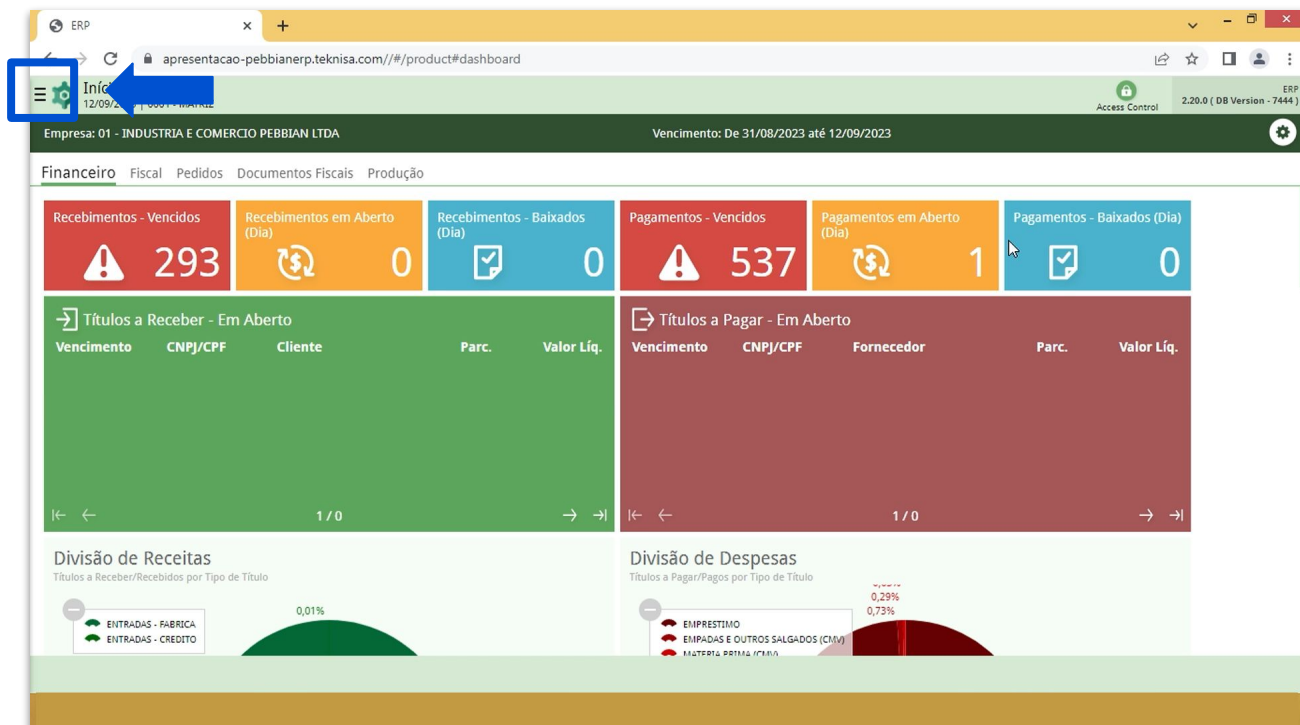 ERP
apresentacao-pebbianerp.teknisa.com//#/product#dashboard
ERP
Access Control
2.20.0 ( DB Version - 7444 )
Empresa: 01 - INDUSTRIA E COMERCIO PEBBIAN LTDA
Vencimento: De 31/08/2023 até 12/09/2023
Financeiro Fiscal Pedidos Documentos Fiscais Produção
Recebimentos - Vencidos
293
Recebimentos em Aberto
(Dia)
0
Recebimentos - Baixados
(Dia)
0
Pagamentos - Vencidos
537
Pagamentos em Aberto
(Dia)
1
Pagamentos - Baixados (Dia)
0
Títulos a Receber - Em Aberto
Vencimento CNPJ/CPF Cliente Parc. Valor Líq.
1 / 0
Títulos a Pagar - Em Aberto
Vencimento CNPJ/CPF Fornecedor Parc. Valor Líq.
1 / 0
Divisão de Receitas
Títulos a Receber/Recebidos por Tipo de Título
ENTRADAS - FABRICA
ENTRADAS - CREDITO
0,01%
Divisão de Despesas
Títulos a Pagar/Pagos por Tipo de Título
0,29%
0,73%
EMPRESTIMO
EMPADAS E OUTROS SALGADOS (CMV)
MATERIA PRIMA (CMV)